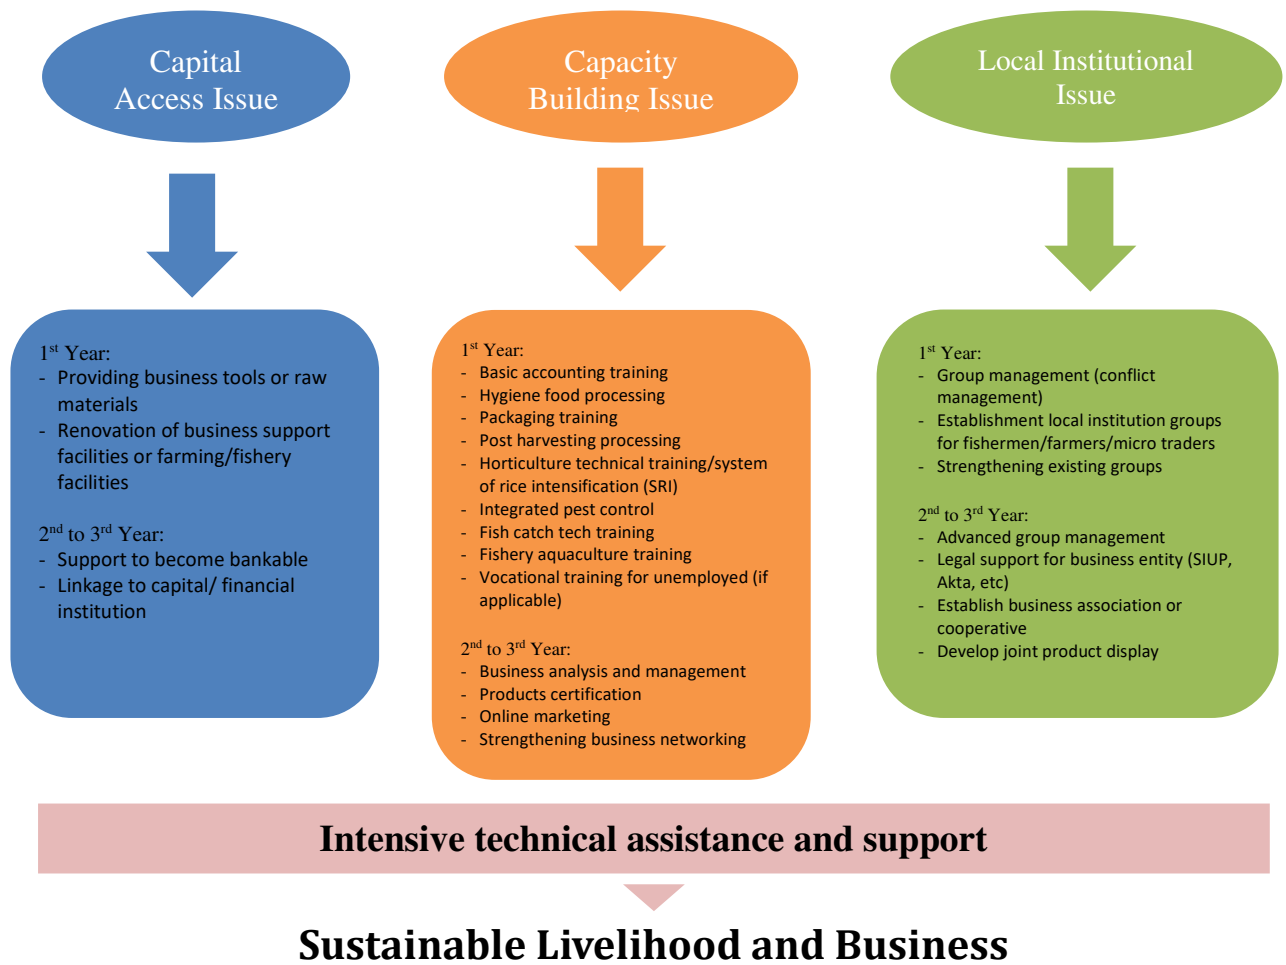 Capital
Access Issue
Capacity
Building Issue
Local Institutional
Issue
1st Year:
- Providing business tools or raw
materials
- Renovation of business support
facilities or farming/fishery
facilities
2nd to 3rd Year:
- Support to become bankable
- Linkage to capital/ financial
institution
1st Year:
- Basic accounting training
- Hygiene food processing
- Packaging training
- Post harvesting processing
- Horticulture technical training/system
of rice intensification (SRI)
- Integrated pest control
- Fish catch tech training
- Fishery aquaculture training
- Vocational training for unemployed (if
applicable)
2nd to 3rd Year:
- Business analysis and management
- Products certification
- Online marketing
- Strengthening business networking
1st Year:
- Group management (conflict
management)
- Establishment local institution groups
for fishermen/farmers/micro traders
- Strengthening existing groups
2nd to 3rd Year:
- Advanced group management
- Legal support for business entity (SIUP,
Akta, etc)
- Establish business association or
cooperative
- Develop joint product display
Intensive technical assistance and support
Sustainable Livelihood and Business